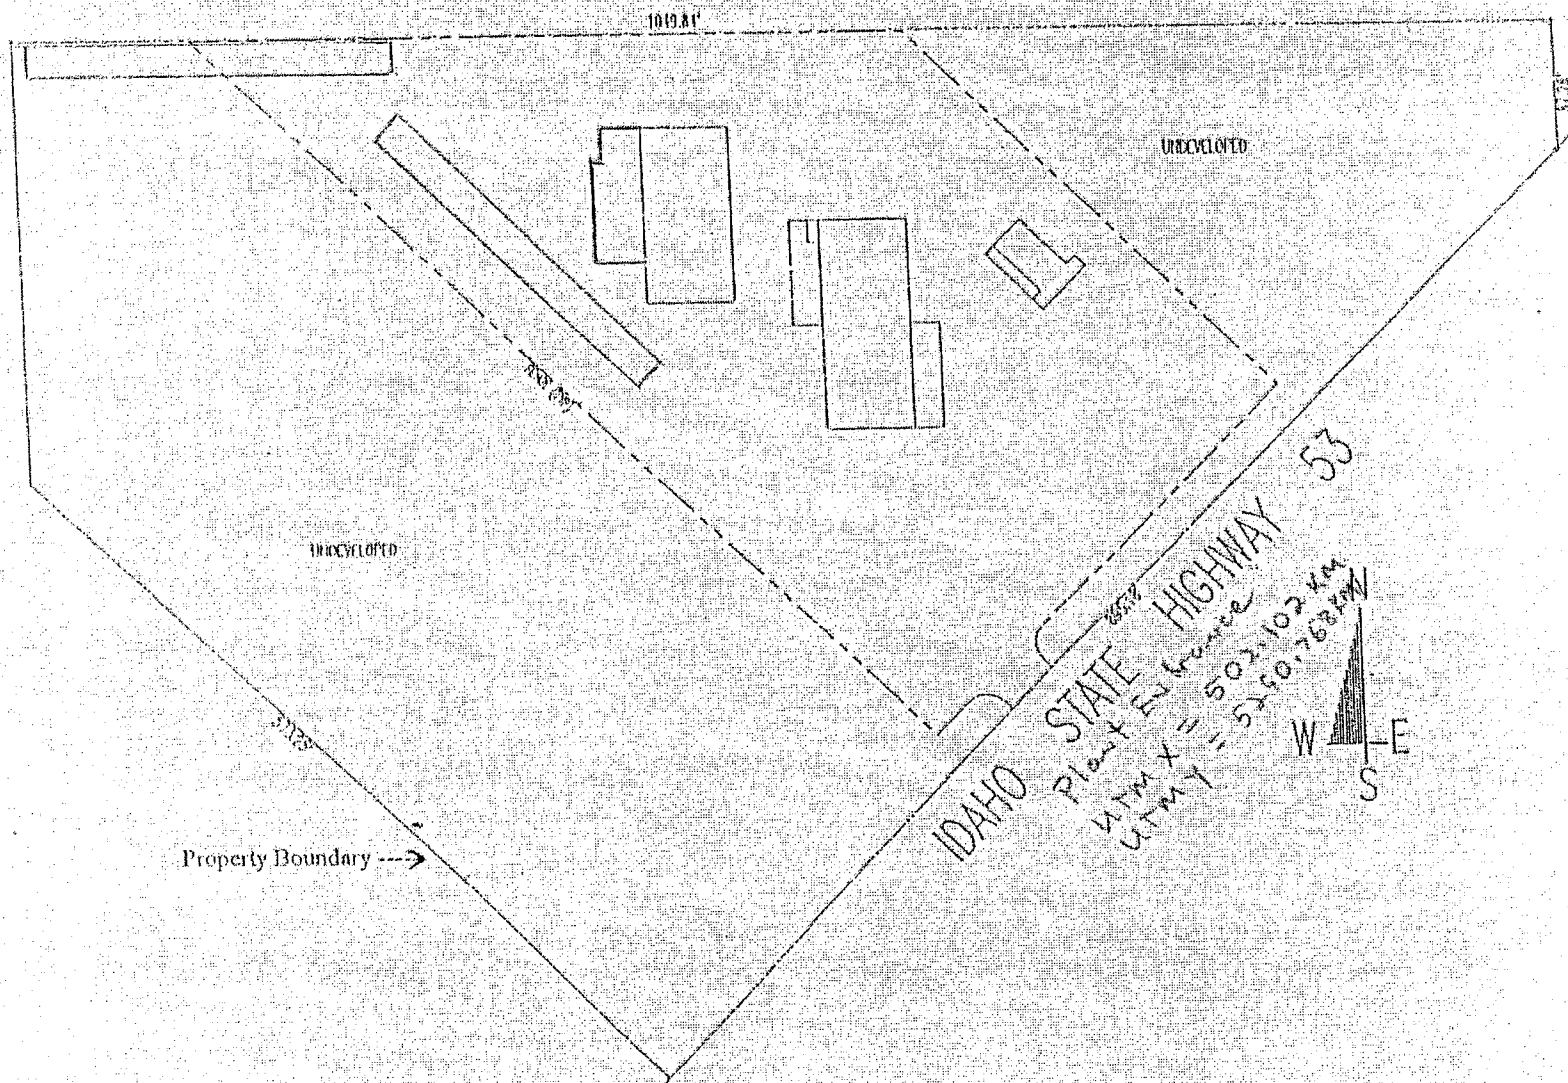 1019.81'
UNDEVELOPED
UNDEVELOPED
53
IDAHO STATE HIGHWAY
Plant Entrance
UTM X = 502.102 KM
UTM Y = 5290.768 KM
N
W E
S
Property Boundary --->